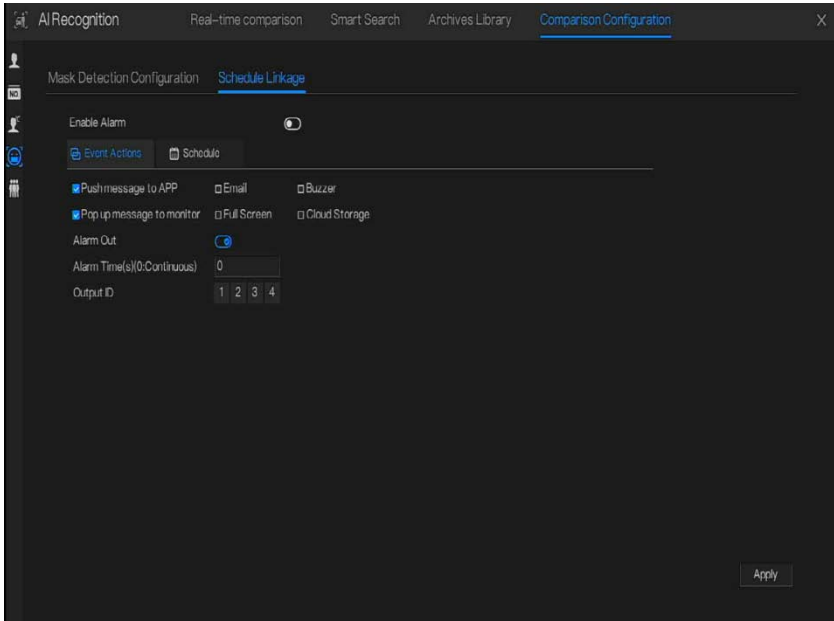 AI Recognition Real-time comparison Smart Search Archives Library Comparison Configuration X
Mask Detection Configuration Schedule Linkage
NO.
Enable Alarm
Event Actions Schedule
Push message to APP Email Buzzer
Pop up message to monitor Full Screen Cloud Storage
Alarm Out
Alarm Time(s)(0:Continuous) 0
Output ID 1 2 3 4
Apply